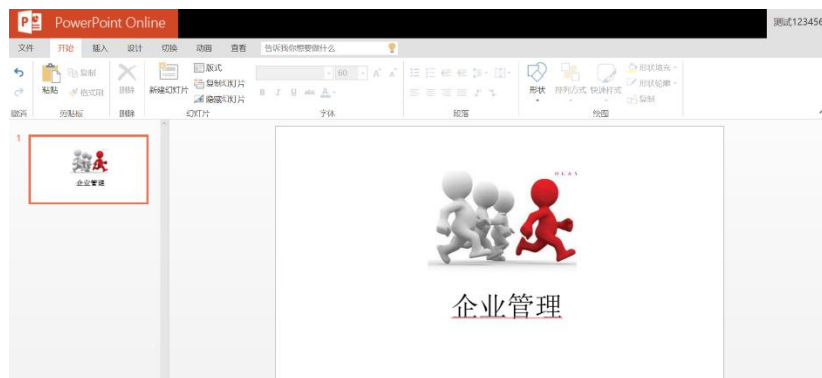 PowerPoint Online
测试123456
文件 开始 插入 设计 切换 动画 查看 告诉我你想要做什么
粘贴
复制
格式刷
删除
新建幻灯片
版式
复制幻灯片
隐藏幻灯片
60
B I U abc A
形状
排列方式
快速样式
形状填充
形状轮廓
复制
撤消 剪贴板 删除 幻灯片 字体 段落 绘图
1
企业管理
企业管理